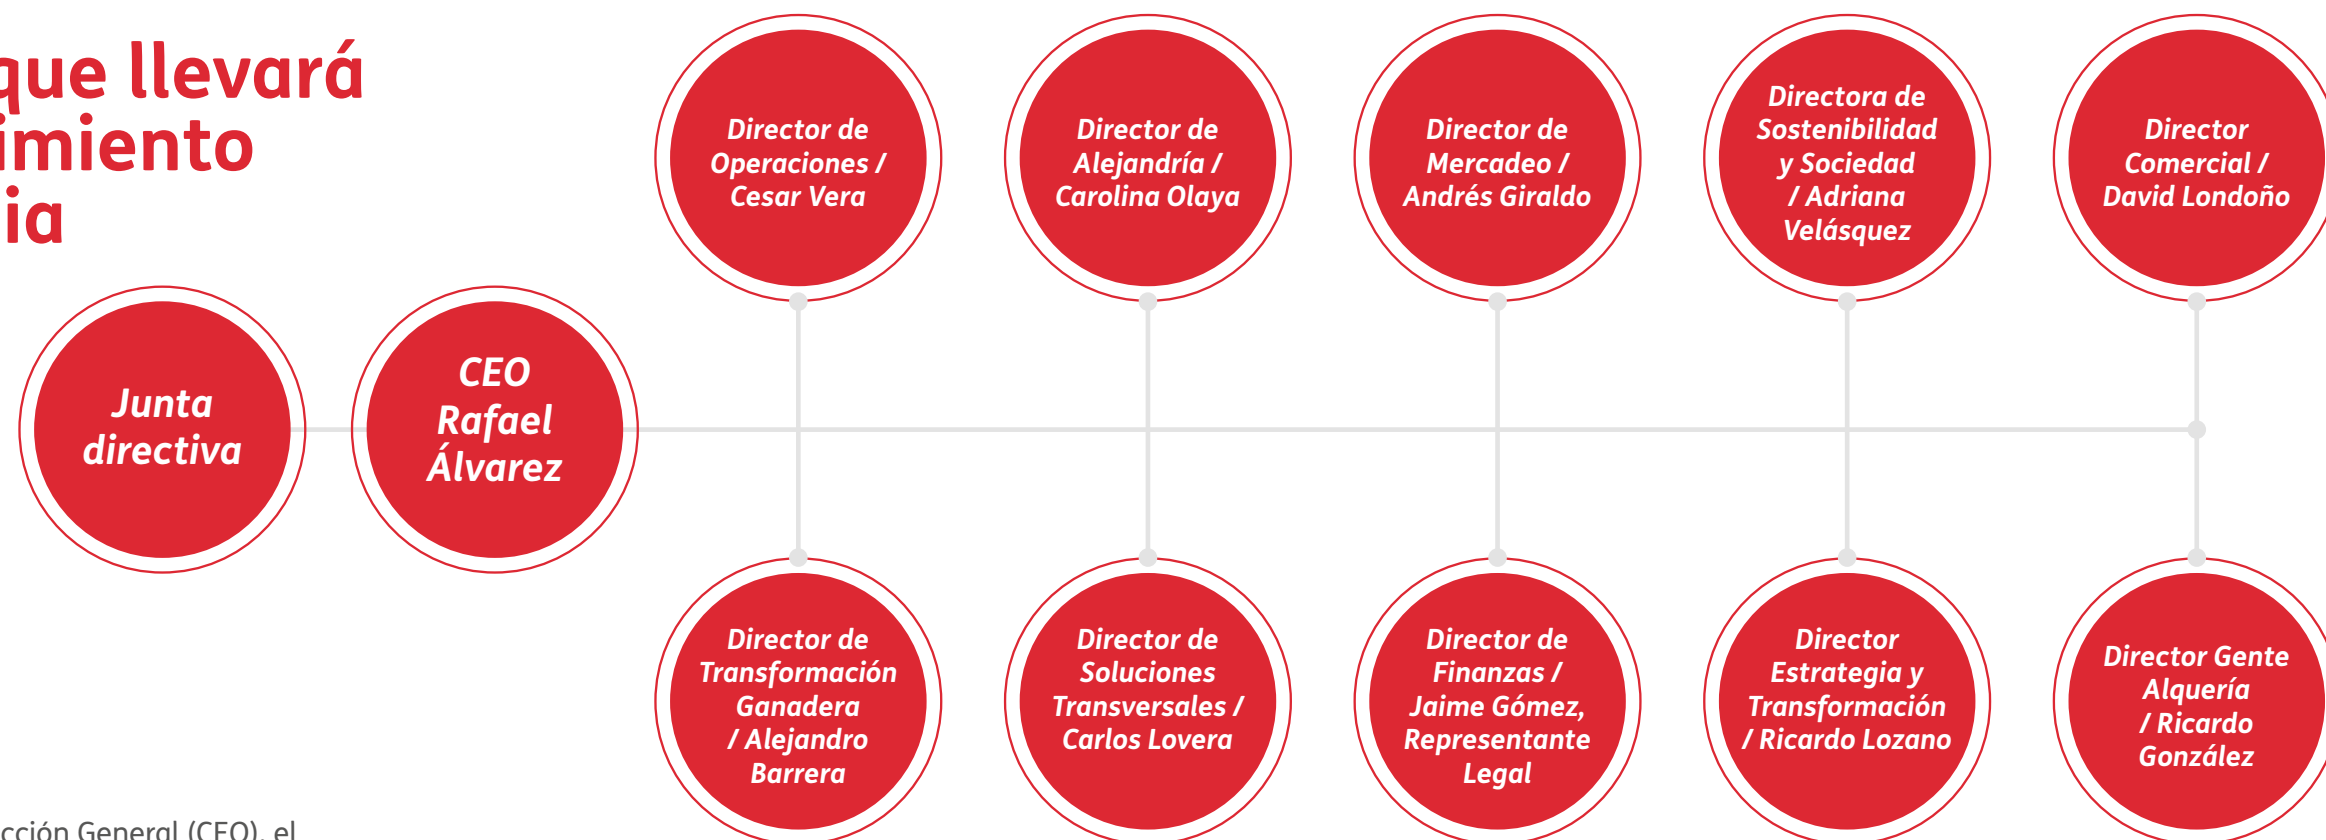 que llevará
imiento
ia
Director de
Operaciones /
Cesar Vera
Director de
Alejandría /
Carolina Olaya
Director de
Mercadeo /
Andrés Giraldo
Directora de
Sostenibilidad
y Sociedad
/ Adriana
Velásquez
Director
Comercial /
David Londoño
Junta
directiva
CEO
Rafael
Álvarez
Director de
Transformación
Ganadera
/ Alejandro
Barrera
Director de
Soluciones
Transversales /
Carlos Lovera
Director de
Finanzas /
Jaime Gómez,
Representante
Legal
Director
Estrategia y
Transformación
/ Ricardo Lozano
Director Gente
Alquería
/ Ricardo
González
cción General (CEO), el